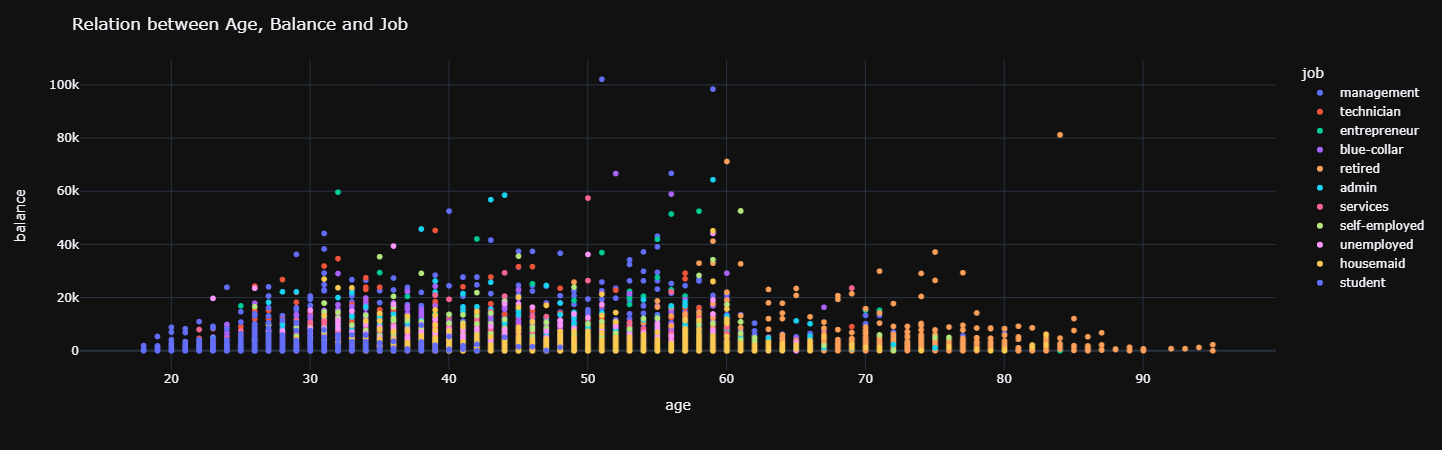 Relation between Age, Balance and Job
job
management
technician
entrepreneur
blue-collar
retired
admin
services
self-employed
unemployed
housemaid
student
balance
100k
80k
60k
40k
20k
0
20
30
40
50
60
70
80
90
age